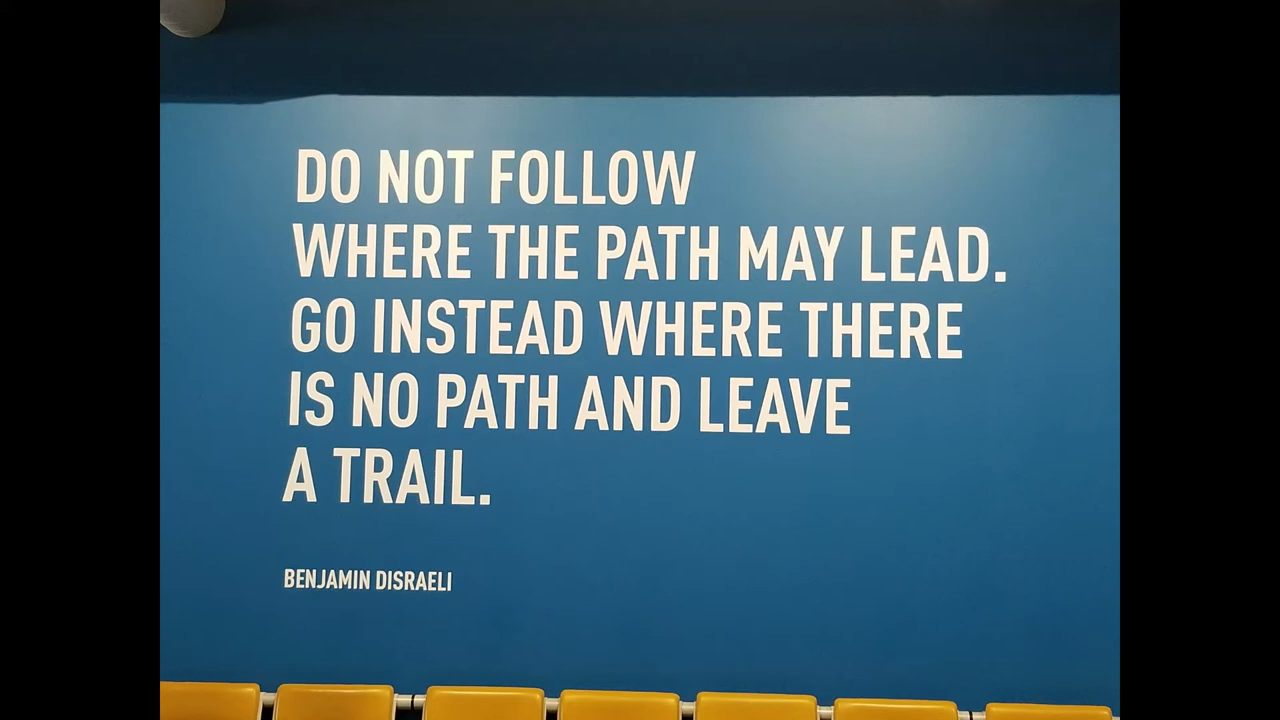 DO NOT FOLLOW
WHERE THE PATH MAY LEAD.
GO INSTEAD WHERE THERE
IS NO PATH AND LEAVE
A TRAIL.
BENJAMIN DISRAELI